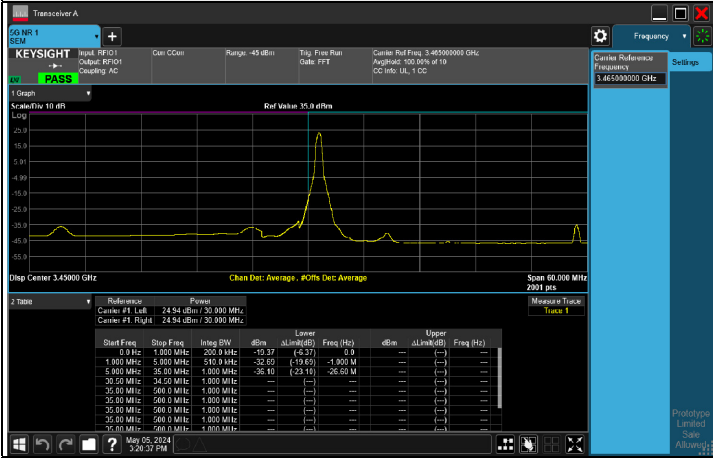 Transceiver A
5G NR 1
SEM
+
Frequency
KEYSIGHT
PASS
Input: RFIO1
Output: RFIO1
Coupling: AC
Corr CCorr
Range: -45 dBm
Trig: Free Run
Gate: FFT
Carrier Ref Freq: 3.465000000 GHz
Avg|Hold: 100.00% of 10
CC Info: UL, 1 CC
Carrier Reference
Frequency
3.465000000 GHz
Settings
1 Graph
Scale/Div 10 dB
Ref Value 35.0 dBm
Log
25.0
15.0
5.01
-4.99
-15.0
-25.0
-35.0
-45.0
-55.0
Disp Center 3.45000 GHz
Chan Det: Average , #Offs Det: Average
Span 60.000 MHz
2001 pts
2 Table
Reference Power
Carrier #1. Left 24.94 dBm / 30.000 MHz
Carrier #1. Right 24.94 dBm / 30.000 MHz
Measure Trace
Trace 1
Lower Upper
Start Freq Stop Freq Integ BW dBm ΔLimit(dB) Freq (Hz) dBm ΔLimit(dB) Freq (Hz)
0.0 Hz 1.000 MHz 200.0 kHz -19.37 (-6.37) 0.0 --- (---) ---
1.000 MHz 5.000 MHz 510.0 kHz -32.69 (-19.69) -1.000 M --- (---) ---
5.000 MHz 35.00 MHz 1.000 MHz -36.10 (-23.10) -26.60 M --- (---) ---
30.50 MHz 34.50 MHz 1.000 MHz --- (---) --- --- (---) ---
35.00 MHz 500.0 MHz 1.000 MHz --- (---) --- --- (---) ---
35.00 MHz 500.0 MHz 1.000 MHz --- (---) --- --- (---) ---
35.00 MHz 500.0 MHz 1.000 MHz --- (---) --- --- (---) ---
35.00 MHz 500.0 MHz 1.000 MHz --- (---) --- --- (---) ---
?
May 05, 2024
3:20:37 PM
Prototype
Limited
Sale
Allowed